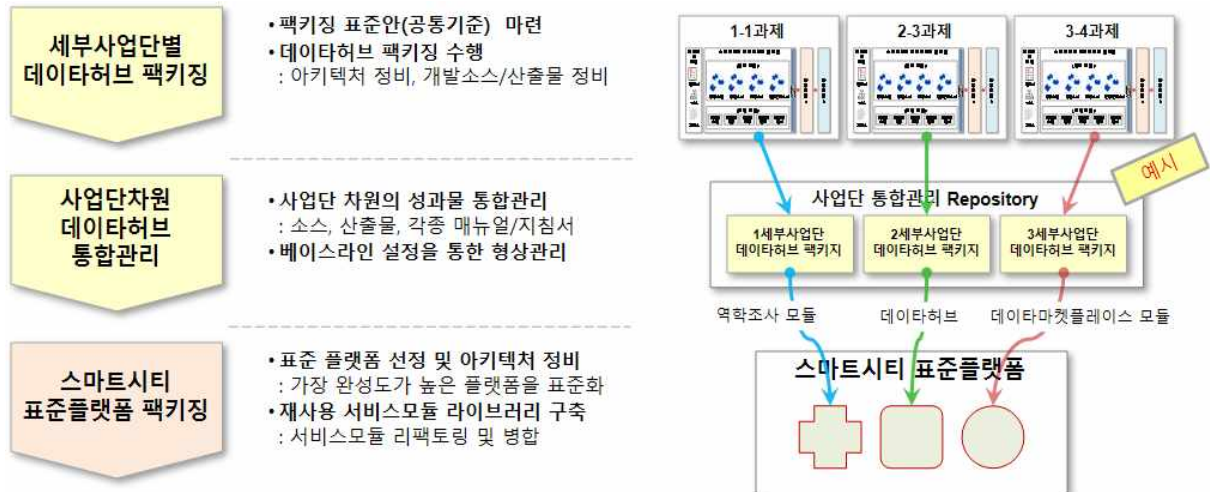 세부사업단별
데이타허브 팩키징
• 팩키징 표준안(공통기준) 마련
• 데이타허브 팩키징 수행
: 아키텍처 정비, 개발소스/산출물 정비
사업단차원
데이타허브
통합관리
• 사업단 차원의 성과물 통합관리
: 소스, 산출물, 각종 매뉴얼/지침서
• 베이스라인 설정을 통한 형상관리
스마트시티
표준플랫폼 팩키징
• 표준 플랫폼 선정 및 아키텍처 정비
: 가장 완성도가 높은 플랫폼을 표준화
• 재사용 서비스모듈 라이브러리 구축
: 서비스모듈 리팩토링 및 병합
1-1과제
2-3과제
3-4과제
예시
사업단 통합관리 Repository
1세부사업단
데이타허브 팩키지
2세부사업단
데이타허브 팩키지
3세부사업단
데이타허브 팩키지
역학조사 모듈
데이타허브
데이타마켓플레이스 모듈
스마트시티 표준플랫폼